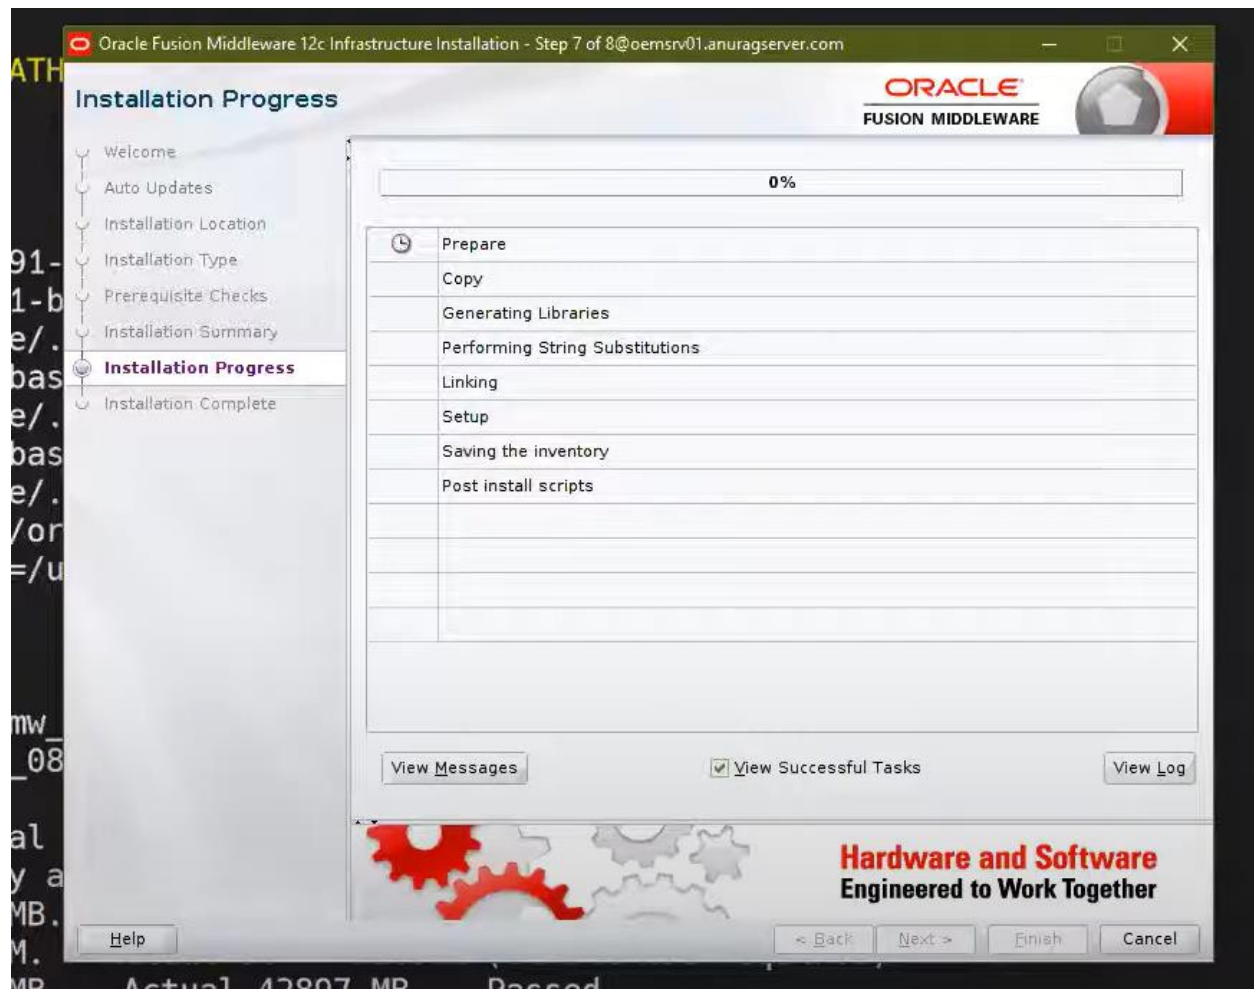 Oracle Fusion Middleware 12c Infrastructure Installation - Step 7 of 8@oemsrv01.anuragserver.com
ATH
Installation Progress
ORACLE
FUSION MIDDLEWARE
Welcome
Auto Updates
Installation Location
Installation Type
Prerequisite Checks
Installation Summary
Installation Progress
Installation Complete
0%
Prepare
Copy
Generating Libraries
Performing String Substitutions
Linking
Setup
Saving the inventory
Post install scripts
91-
1-b
e/.
bas
e/.
bas
e/.
/or
=/u
mw_
_08
al
y a
MB.
M.
View Messages
View Successful Tasks
View Log
Hardware and Software
Engineered to Work Together
Help
< Back
Next >
Finish
Cancel
MB. Actual 42897 MB Passed